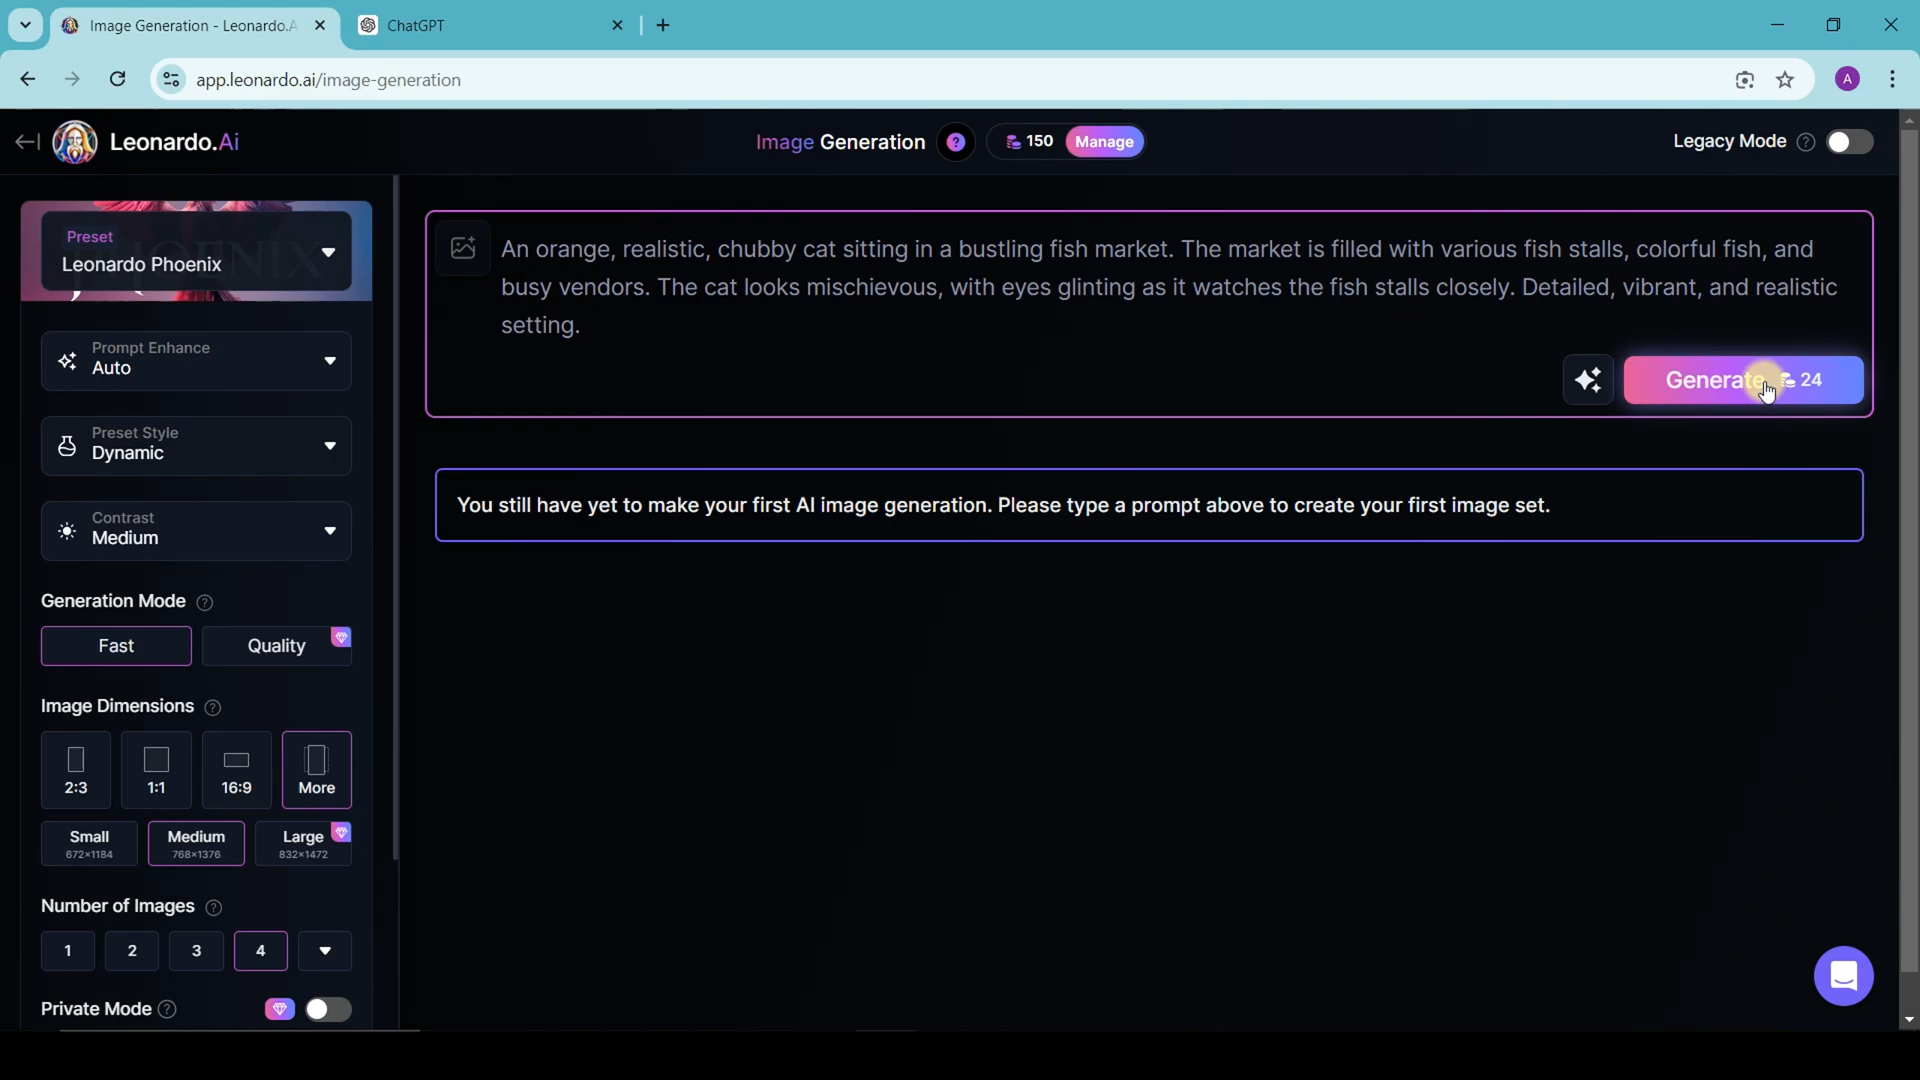 Image Generation - Leonardo.A
ChatGPT
app.leonardo.ai/image-generation
A
Leonardo.Ai
Image Generation
?
150
Manage
Legacy Mode
?
Preset
Leonardo Phoenix
Prompt Enhance
Auto
Preset Style
Dynamic
Contrast
Medium
Generation Mode
?
Fast
Quality
Image Dimensions
?
2:3
1:1
16:9
More
Small
672×1184
Medium
768×1376
Large
832×1472
Number of Images
?
1
2
3
4
Private Mode
?
An orange, realistic, chubby cat sitting in a bustling fish market. The market is filled with various fish stalls, colorful fish, and
busy vendors. The cat looks mischievous, with eyes glinting as it watches the fish stalls closely. Detailed, vibrant, and realistic
setting.
Generate
24
You still have yet to make your first AI image generation. Please type a prompt above to create your first image set.